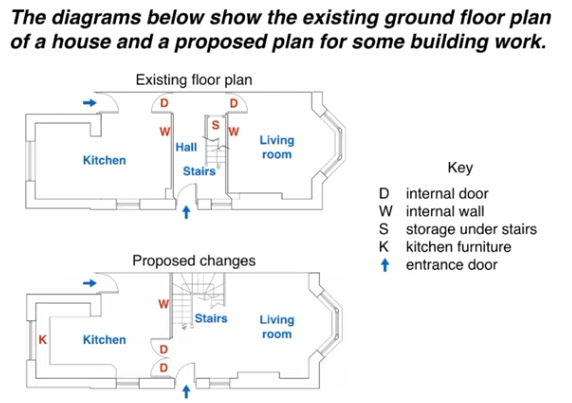 The diagrams below show the existing ground floor plan
of a house and a proposed plan for some building work.
Existing floor plan
D
D
W
S
W
Hall
Living
room
Kitchen
Stairs
Key
D internal door
W internal wall
S storage under stairs
K kitchen furniture
entrance door
Proposed changes
W
Stairs
Living
room
K
Kitchen
D
D